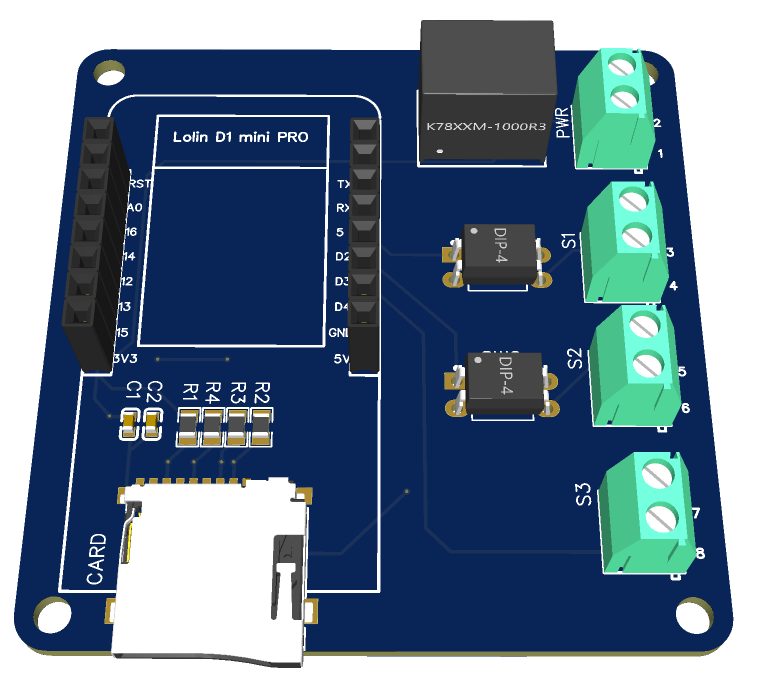 Lolin D1 mini PRO
K78XXM-1000R3
PWR
2
1
RST
A0
16
14
12
13
15
3V3
TX
RX
5
D2
D3
D4
GND
5V
DIP-4
S1
3
4
DIP-4
S2
5
6
C1
C2
R1
R4
R3
R2
CARD
S3
7
8